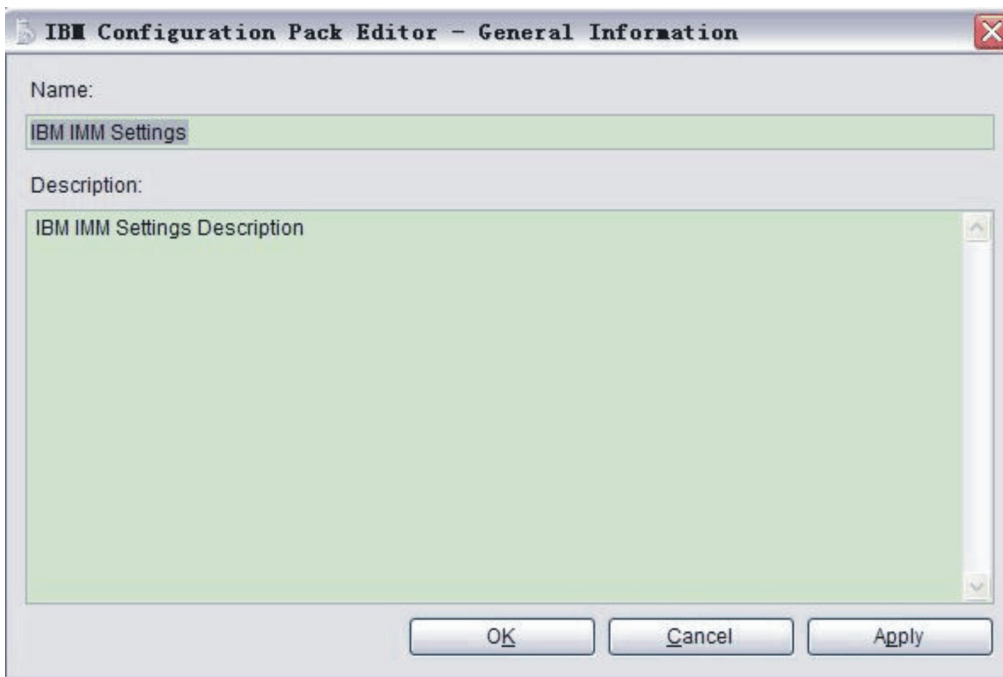 IBM Configuration Pack Editor - General Information
Name:
IBM IMM Settings
Description:
IBM IMM Settings Description
OK
Cancel
Apply